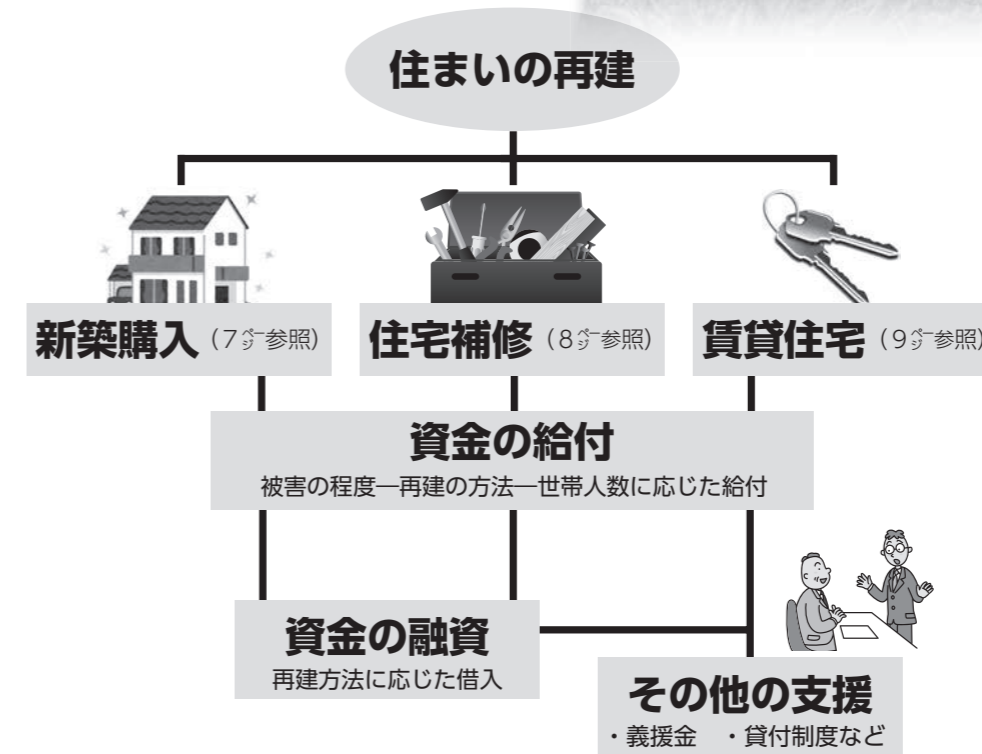 住まいの再建
新築購入（7㌻参照）
住宅補修（8㌻参照）
賃貸住宅（9㌻参照）
資金の給付
被害の程度―再建の方法―世帯人数に応じた給付
資金の融資
再建方法に応じた借入
その他の支援
・義援金　・貸付制度など